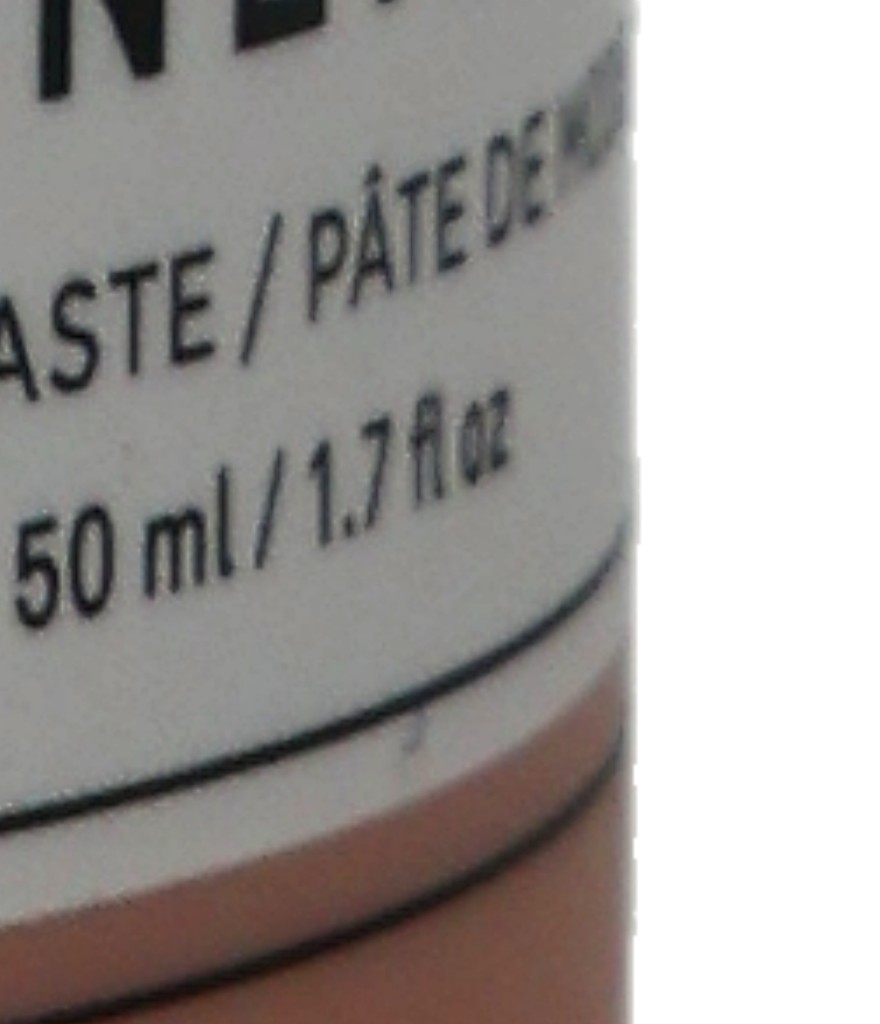 ASTE / PÂTE DE
50 ml / 1.7 fl oz